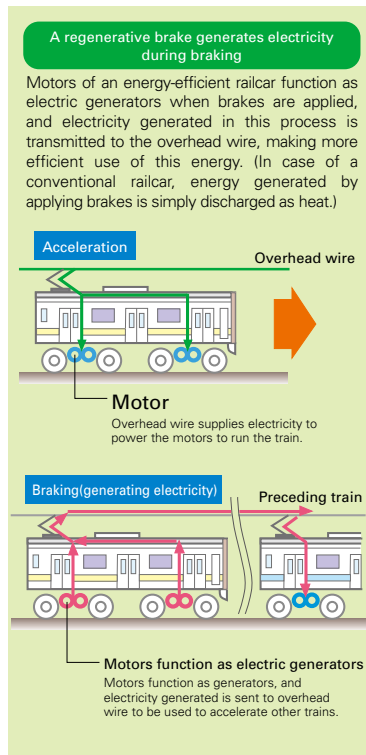 A regenerative brake generates electricity
during braking
Motors of an energy-efficient railcar function as
electric generators when brakes are applied,
and electricity generated in this process is
transmitted to the overhead wire, making more
efficient use of this energy. (In case of a
conventional railcar, energy generated by
applying brakes is simply discharged as heat.)
Acceleration
Overhead wire
Motor
Overhead wire supplies electricity to
power the motors to run the train.
Braking(generating electricity)
Preceding train
Motors function as electric generators
Motors function as generators, and
electricity generated is sent to overhead
wire to be used to accelerate other trains.